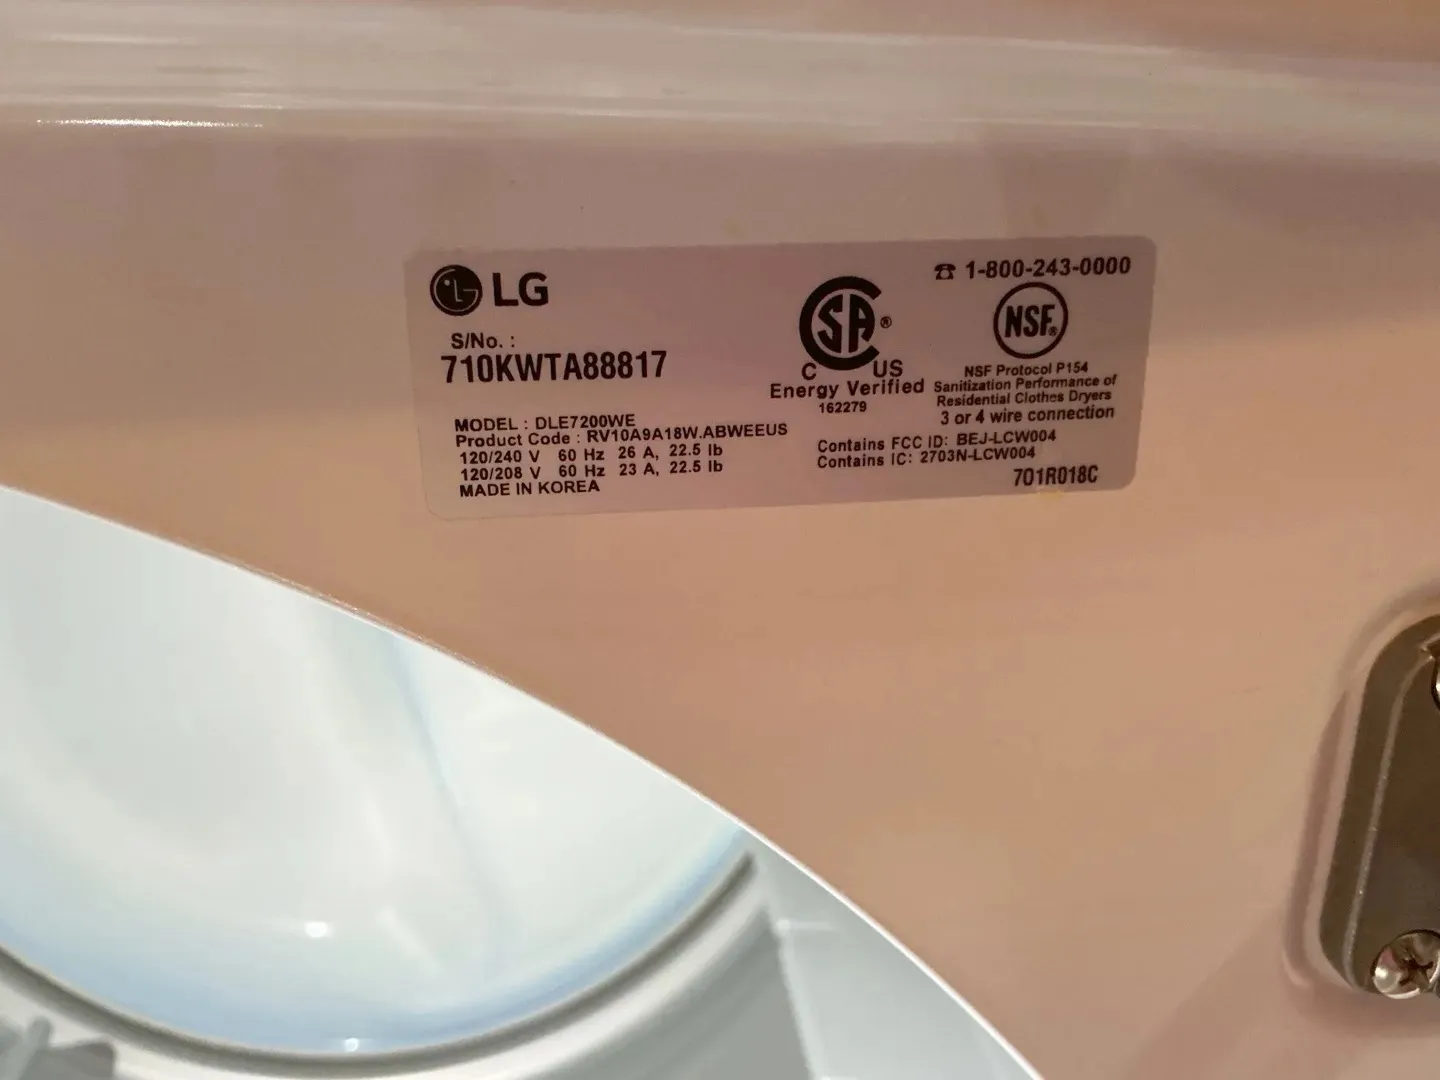 LG
S/No. :
710KWTA88817
MODEL : DLE7200WE
Product Code : RV10A9A18W.ABWEEUS
120/240 V 60 Hz 26 A, 22.5 lb
120/208 V 60 Hz 23 A, 22.5 lb
MADE IN KOREA
SA®
C US
Energy Verified
162279
☎ 1-800-243-0000
NSF®
NSF Protocol P154
Sanitization Performance of
Residential Clothes Dryers
3 or 4 wire connection
Contains FCC ID: BEJ-LCW004
Contains IC: 2703N-LCW004
701R018C